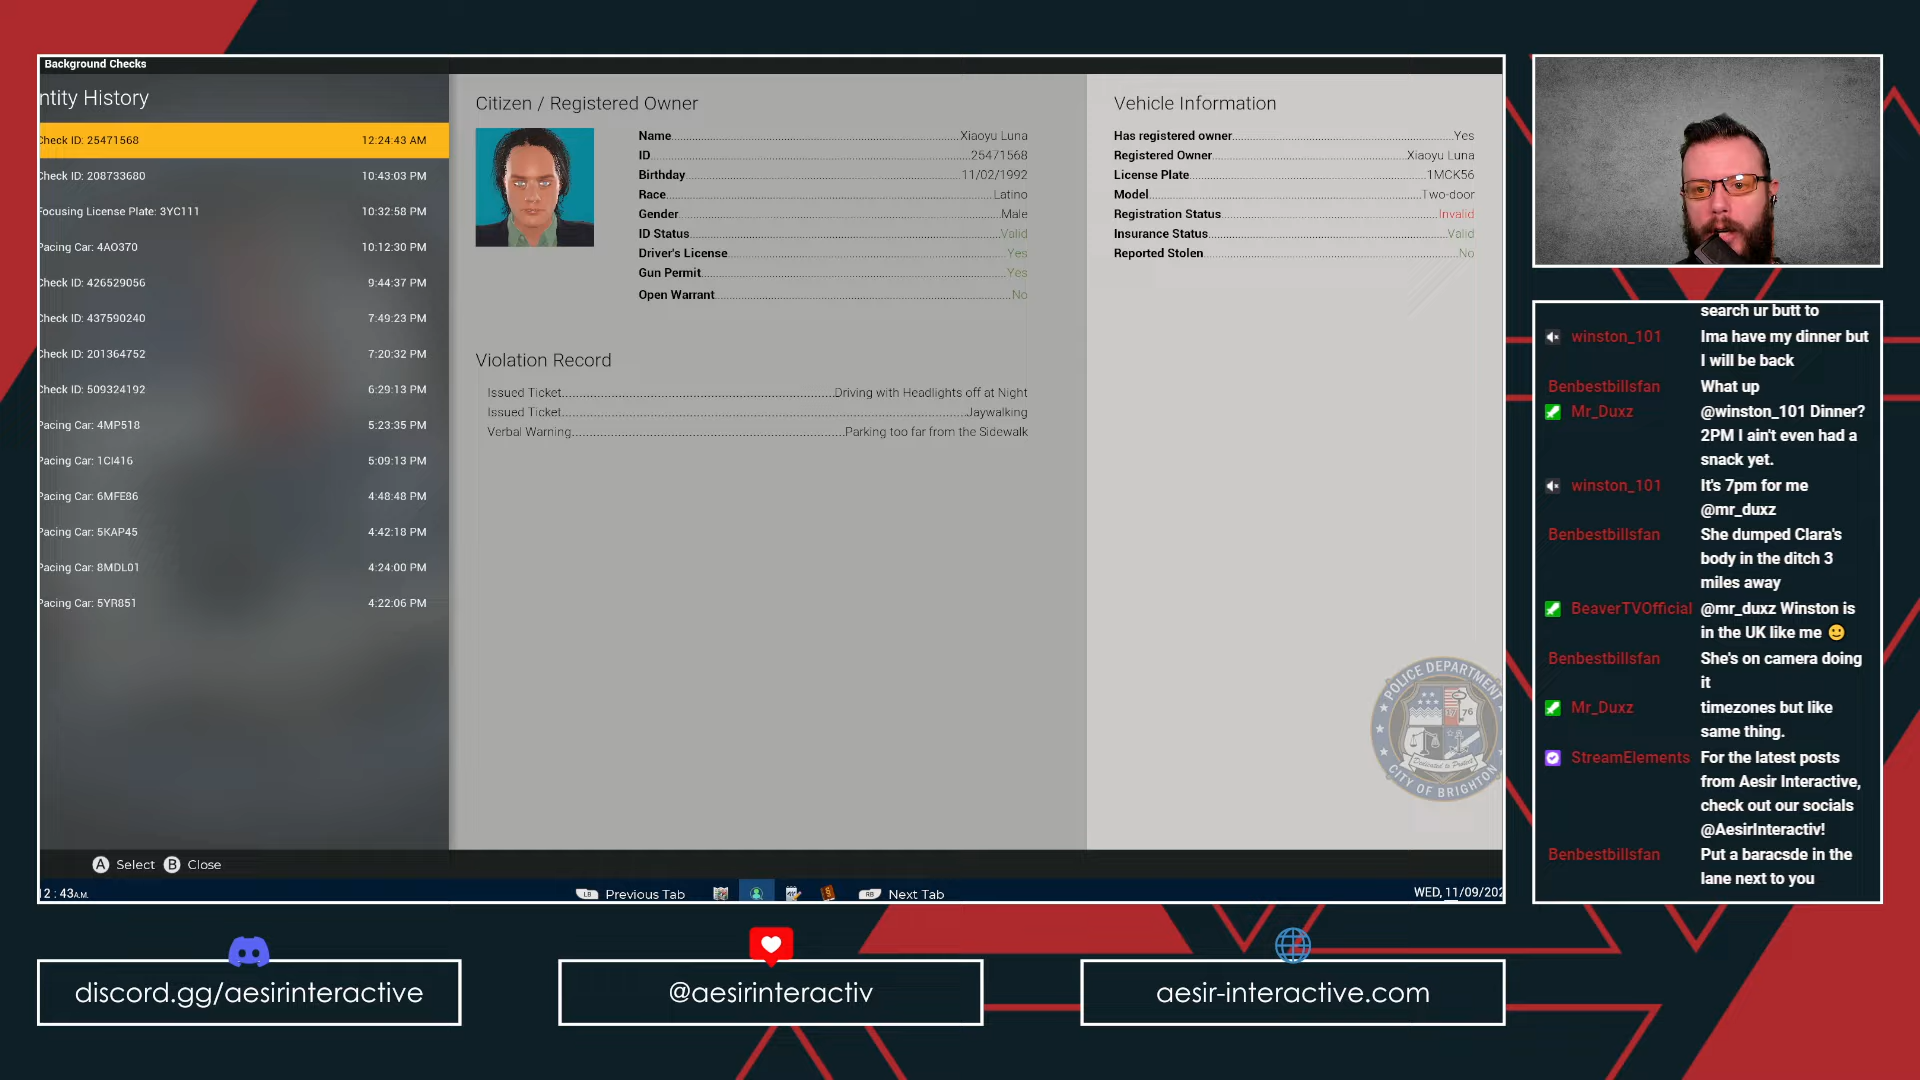 Background Checks
ntity History
Check ID: 25471568 12:24:43 AM
Check ID: 208733680 10:43:03 PM
Focusing License Plate: 3YC111 10:32:58 PM
Pacing Car: 4AO370 10:12:30 PM
Check ID: 426529056 9:44:37 PM
Check ID: 437590240 7:49:23 PM
Check ID: 201364752 7:20:32 PM
Check ID: 509324192 6:29:13 PM
Pacing Car: 4MP518 5:23:35 PM
Pacing Car: 1CI416 5:09:13 PM
Pacing Car: 6MFE86 4:48:48 PM
Pacing Car: 5KAP45 4:42:18 PM
Pacing Car: 8MDL01 4:24:00 PM
Pacing Car: 5YR851 4:22:06 PM
Citizen / Registered Owner
Name Xiaoyu Luna
ID 25471568
Birthday 11/02/1992
Race Latino
Gender Male
ID Status Valid
Driver's License Yes
Gun Permit Yes
Open Warrant No
Violation Record
Issued Ticket Driving with Headlights off at Night
Issued Ticket Jaywalking
Verbal Warning Parking too far from the Sidewalk
Vehicle Information
Has registered owner Yes
Registered Owner Xiaoyu Luna
License Plate 1MCK56
Model Two-door
Registration Status Invalid
Insurance Status Valid
Reported Stolen No
POLICE DEPARTMENT
17 76
Dedicated to Protect
CITY OF BRIGHTON
A Select B Close
12 : 43 A.M.
LB Previous Tab
RB Next Tab
WED, 11/09/202
search ur butt to
winston_101 Ima have my dinner but
I will be back
Benbestbillsfan What up
Mr_Duxz @winston_101 Dinner?
2PM I ain't even had a
snack yet.
winston_101 It's 7pm for me
@mr_duxz
Benbestbillsfan She dumped Clara's
body in the ditch 3
miles away
BeaverTVOfficial @mr_duxz Winston is
in the UK like me
Benbestbillsfan She's on camera doing
it
Mr_Duxz timezones but like
same thing.
StreamElements For the latest posts
from Aesir Interactive,
check out our socials
@AesirInteractiv!
Benbestbillsfan Put a baracsde in the
lane next to you
discord.gg/aesirinteractive
@aesirinteractiv
aesir-interactive.com